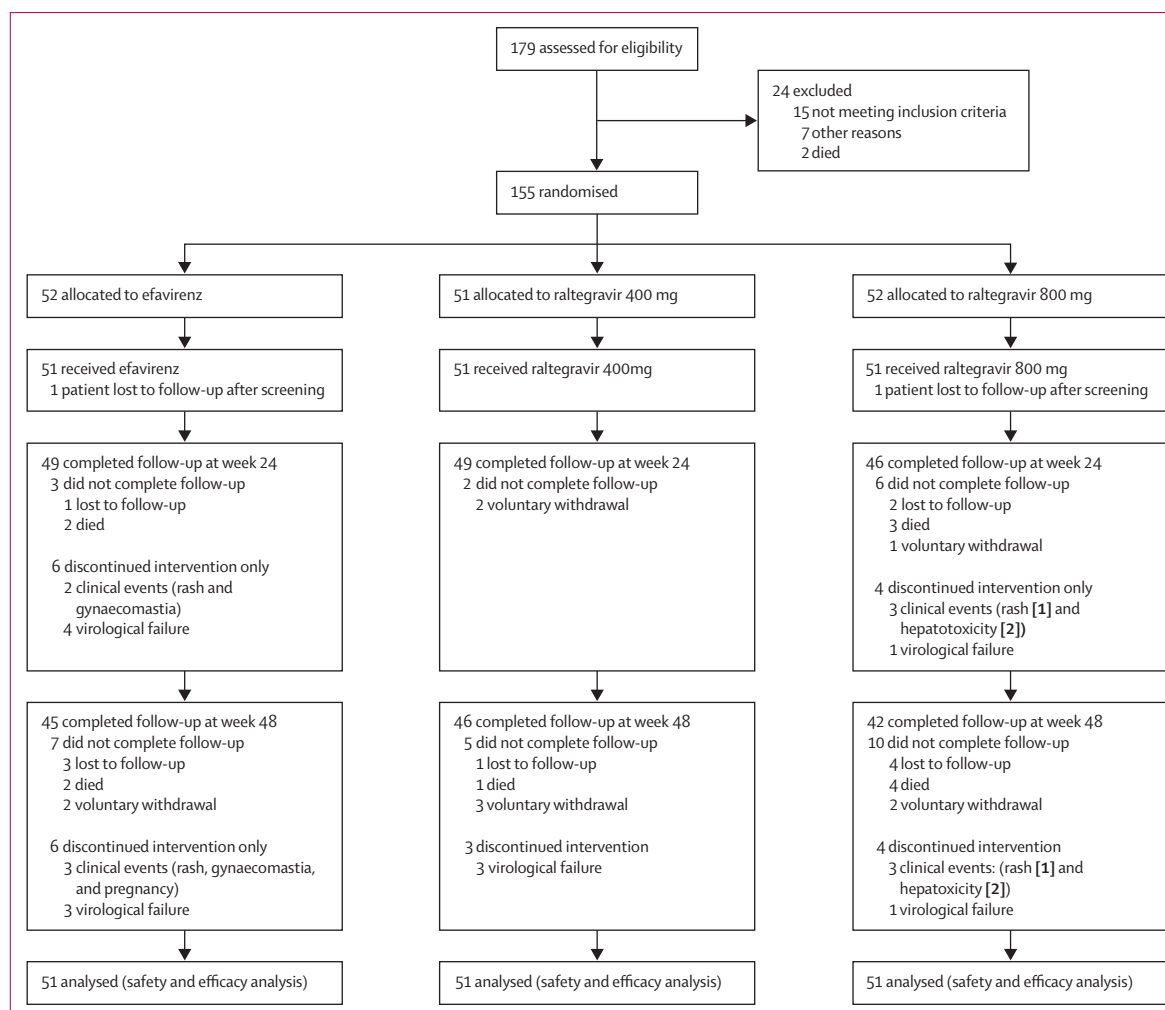 179 assessed for eligibility
24 excluded
15 not meeting inclusion criteria
7 other reasons
2 died
155 randomised
52 allocated to efavirenz
51 allocated to raltegravir 400 mg
52 allocated to raltegravir 800 mg
51 received efavirenz
1 patient lost to follow-up after screening
51 received raltegravir 400mg
51 received raltegravir 800 mg
1 patient lost to follow-up after screening
49 completed follow-up at week 24
3 did not complete follow-up
1 lost to follow-up
2 died
6 discontinued intervention only
2 clinical events (rash and
gynaecomastia)
4 virological failure
49 completed follow-up at week 24
2 did not complete follow-up
2 voluntary withdrawal
46 completed follow-up at week 24
6 did not complete follow-up
2 lost to follow-up
3 died
1 voluntary withdrawal
4 discontinued intervention only
3 clinical events (rash [1] and
hepatotoxicity [2])
1 virological failure
45 completed follow-up at week 48
7 did not complete follow-up
3 lost to follow-up
2 died
2 voluntary withdrawal
6 discontinued intervention only
3 clinical events (rash, gynaecomastia,
and pregnancy)
3 virological failure
46 completed follow-up at week 48
5 did not complete follow-up
1 lost to follow-up
1 died
3 voluntary withdrawal
3 discontinued intervention
3 virological failure
42 completed follow-up at week 48
10 did not complete follow-up
4 lost to follow-up
4 died
2 voluntary withdrawal
4 discontinued intervention
3 clinical events: (rash [1] and
hepatoxicity [2])
1 virological failure
51 analysed (safety and efficacy analysis)
51 analysed (safety and efficacy analysis)
51 analysed (safety and efficacy analysis)